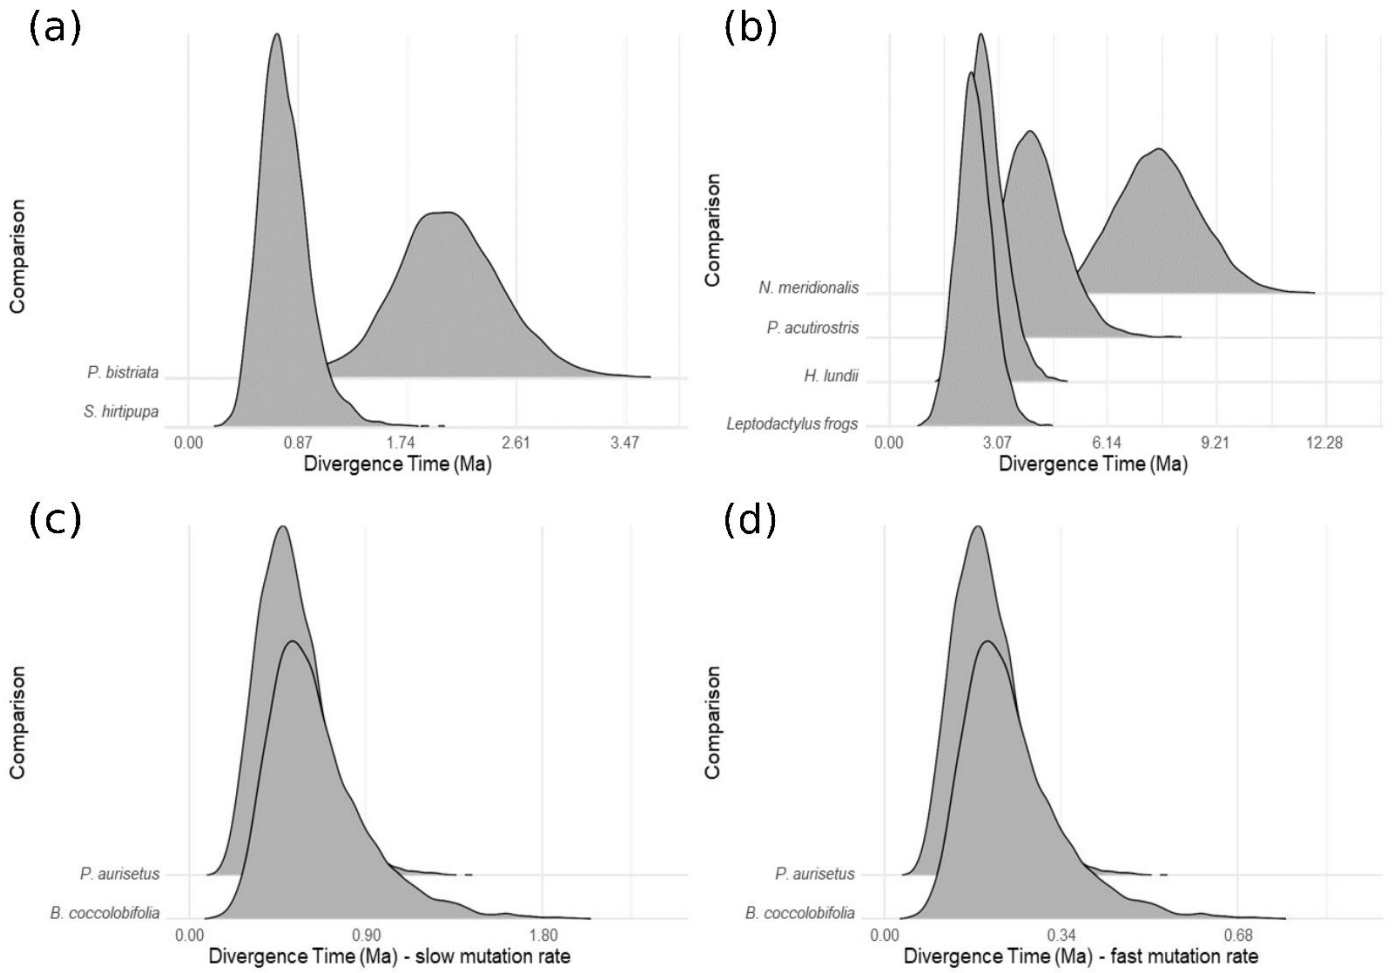 (a)
Comparison
P. bistriata
S. hirtipupa
0.00 0.87 1.74 2.61 3.47
Divergence Time (Ma)
(b)
Comparison
N. meridionalis
P. acutirostris
H. lundii
Leptodactylus frogs
0.00 3.07 6.14 9.21 12.28
Divergence Time (Ma)
(c)
Comparison
P. aurisetus
B. coccolobifolia
0.00 0.90 1.80
Divergence Time (Ma) - slow mutation rate
(d)
Comparison
P. aurisetus
B. coccolobifolia
0.00 0.34 0.68
Divergence Time (Ma) - fast mutation rate